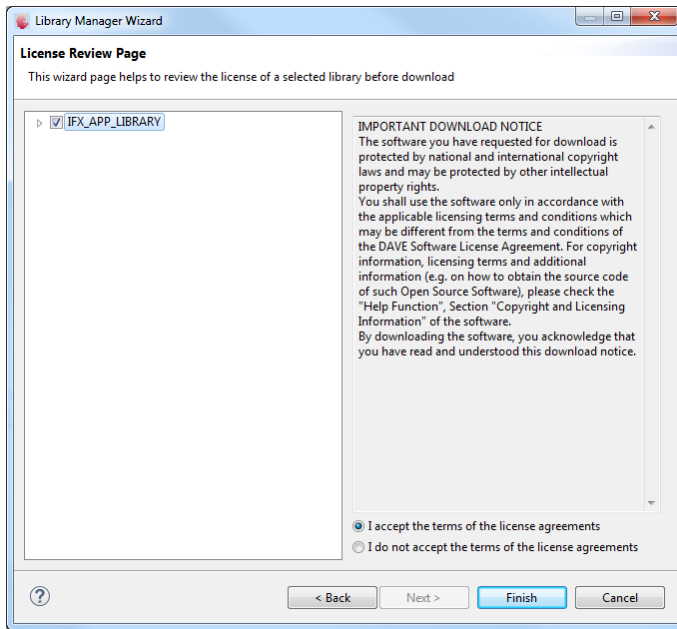 Library Manager Wizard
License Review Page
This wizard page helps to review the license of a selected library before download
IFX_APP_LIBRARY
IMPORTANT DOWNLOAD NOTICE
The software you have requested for download is
protected by national and international copyright
laws and may be protected by other intellectual
property rights.
You shall use the software only in accordance with
the applicable licensing terms and conditions which
may be different from the terms and conditions of
the DAVE Software License Agreement. For copyright
information, licensing terms and additional
information (e.g. on how to obtain the source code
of such Open Source Software), please check the
"Help Function", Section "Copyright and Licensing
Information" of the software.
By downloading the software, you acknowledge that
you have read and understood this download notice.
I accept the terms of the license agreements
I do not accept the terms of the license agreements
? < Back Next > Finish Cancel